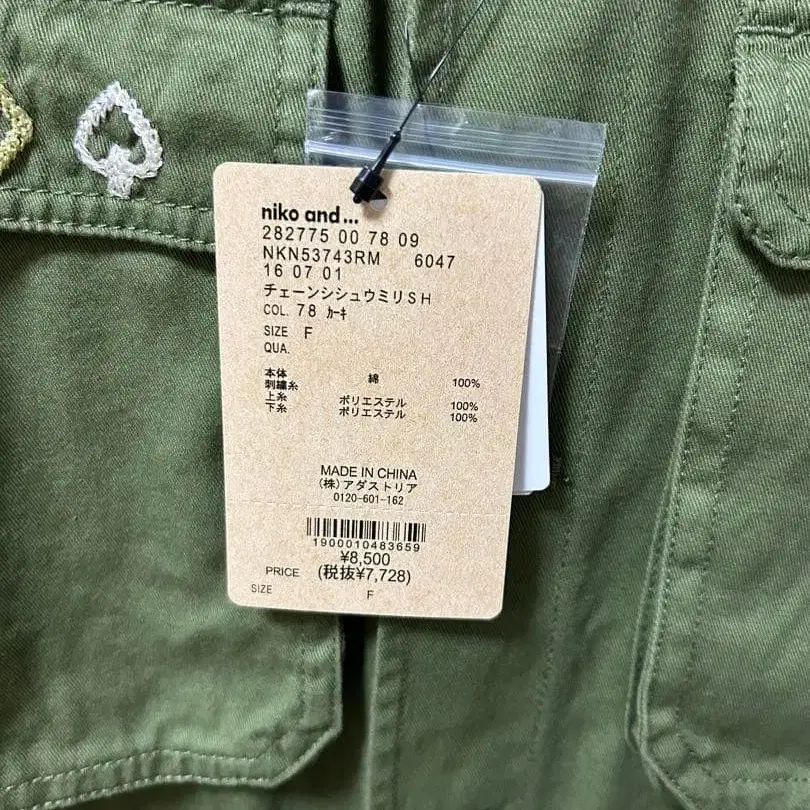 niko and...
282775 00 78 09
NKN53743RM 6047
16 07 01
チェーンシシュウミリSH
COL. 78 カーキ
SIZE F
QUA.
本体 綿 100%
刺繍糸
上糸 ポリエステル 100%
下糸 ポリエステル 100%
MADE IN CHINA
(株)アダストリア
0120-601-162
1900010483659
¥8,500
PRICE (税抜¥7,728)
SIZE F